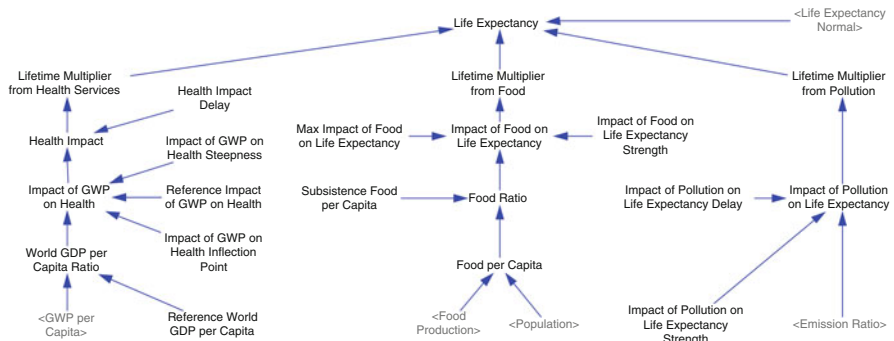 Life Expectancy
<Life Expectancy
Normal>
Lifetime Multiplier
from Health Services
Lifetime Multiplier
from Food
Lifetime Multiplier
from Pollution
Health Impact
Delay
Health Impact
Max Impact of Food
on Life Expectancy
Impact of Food on
Life Expectancy
Impact of Food on
Life Expectancy
Strength
Impact of GWP on
Health Steepness
Impact of GWP
on Health
Reference Impact
of GWP on Health
Subsistence Food
per Capita
Food Ratio
Impact of Pollution on
Life Expectancy Delay
Impact of Pollution
on Life Expectancy
Impact of GWP on
Health Inflection
Point
World GDP per
Capita Ratio
Food per Capita
<GWP per
Capita>
Reference World
GDP per Capita
<Food
Production>
<Population>
Impact of Pollution on
Life Expectancy
Strength
<Emission Ratio>